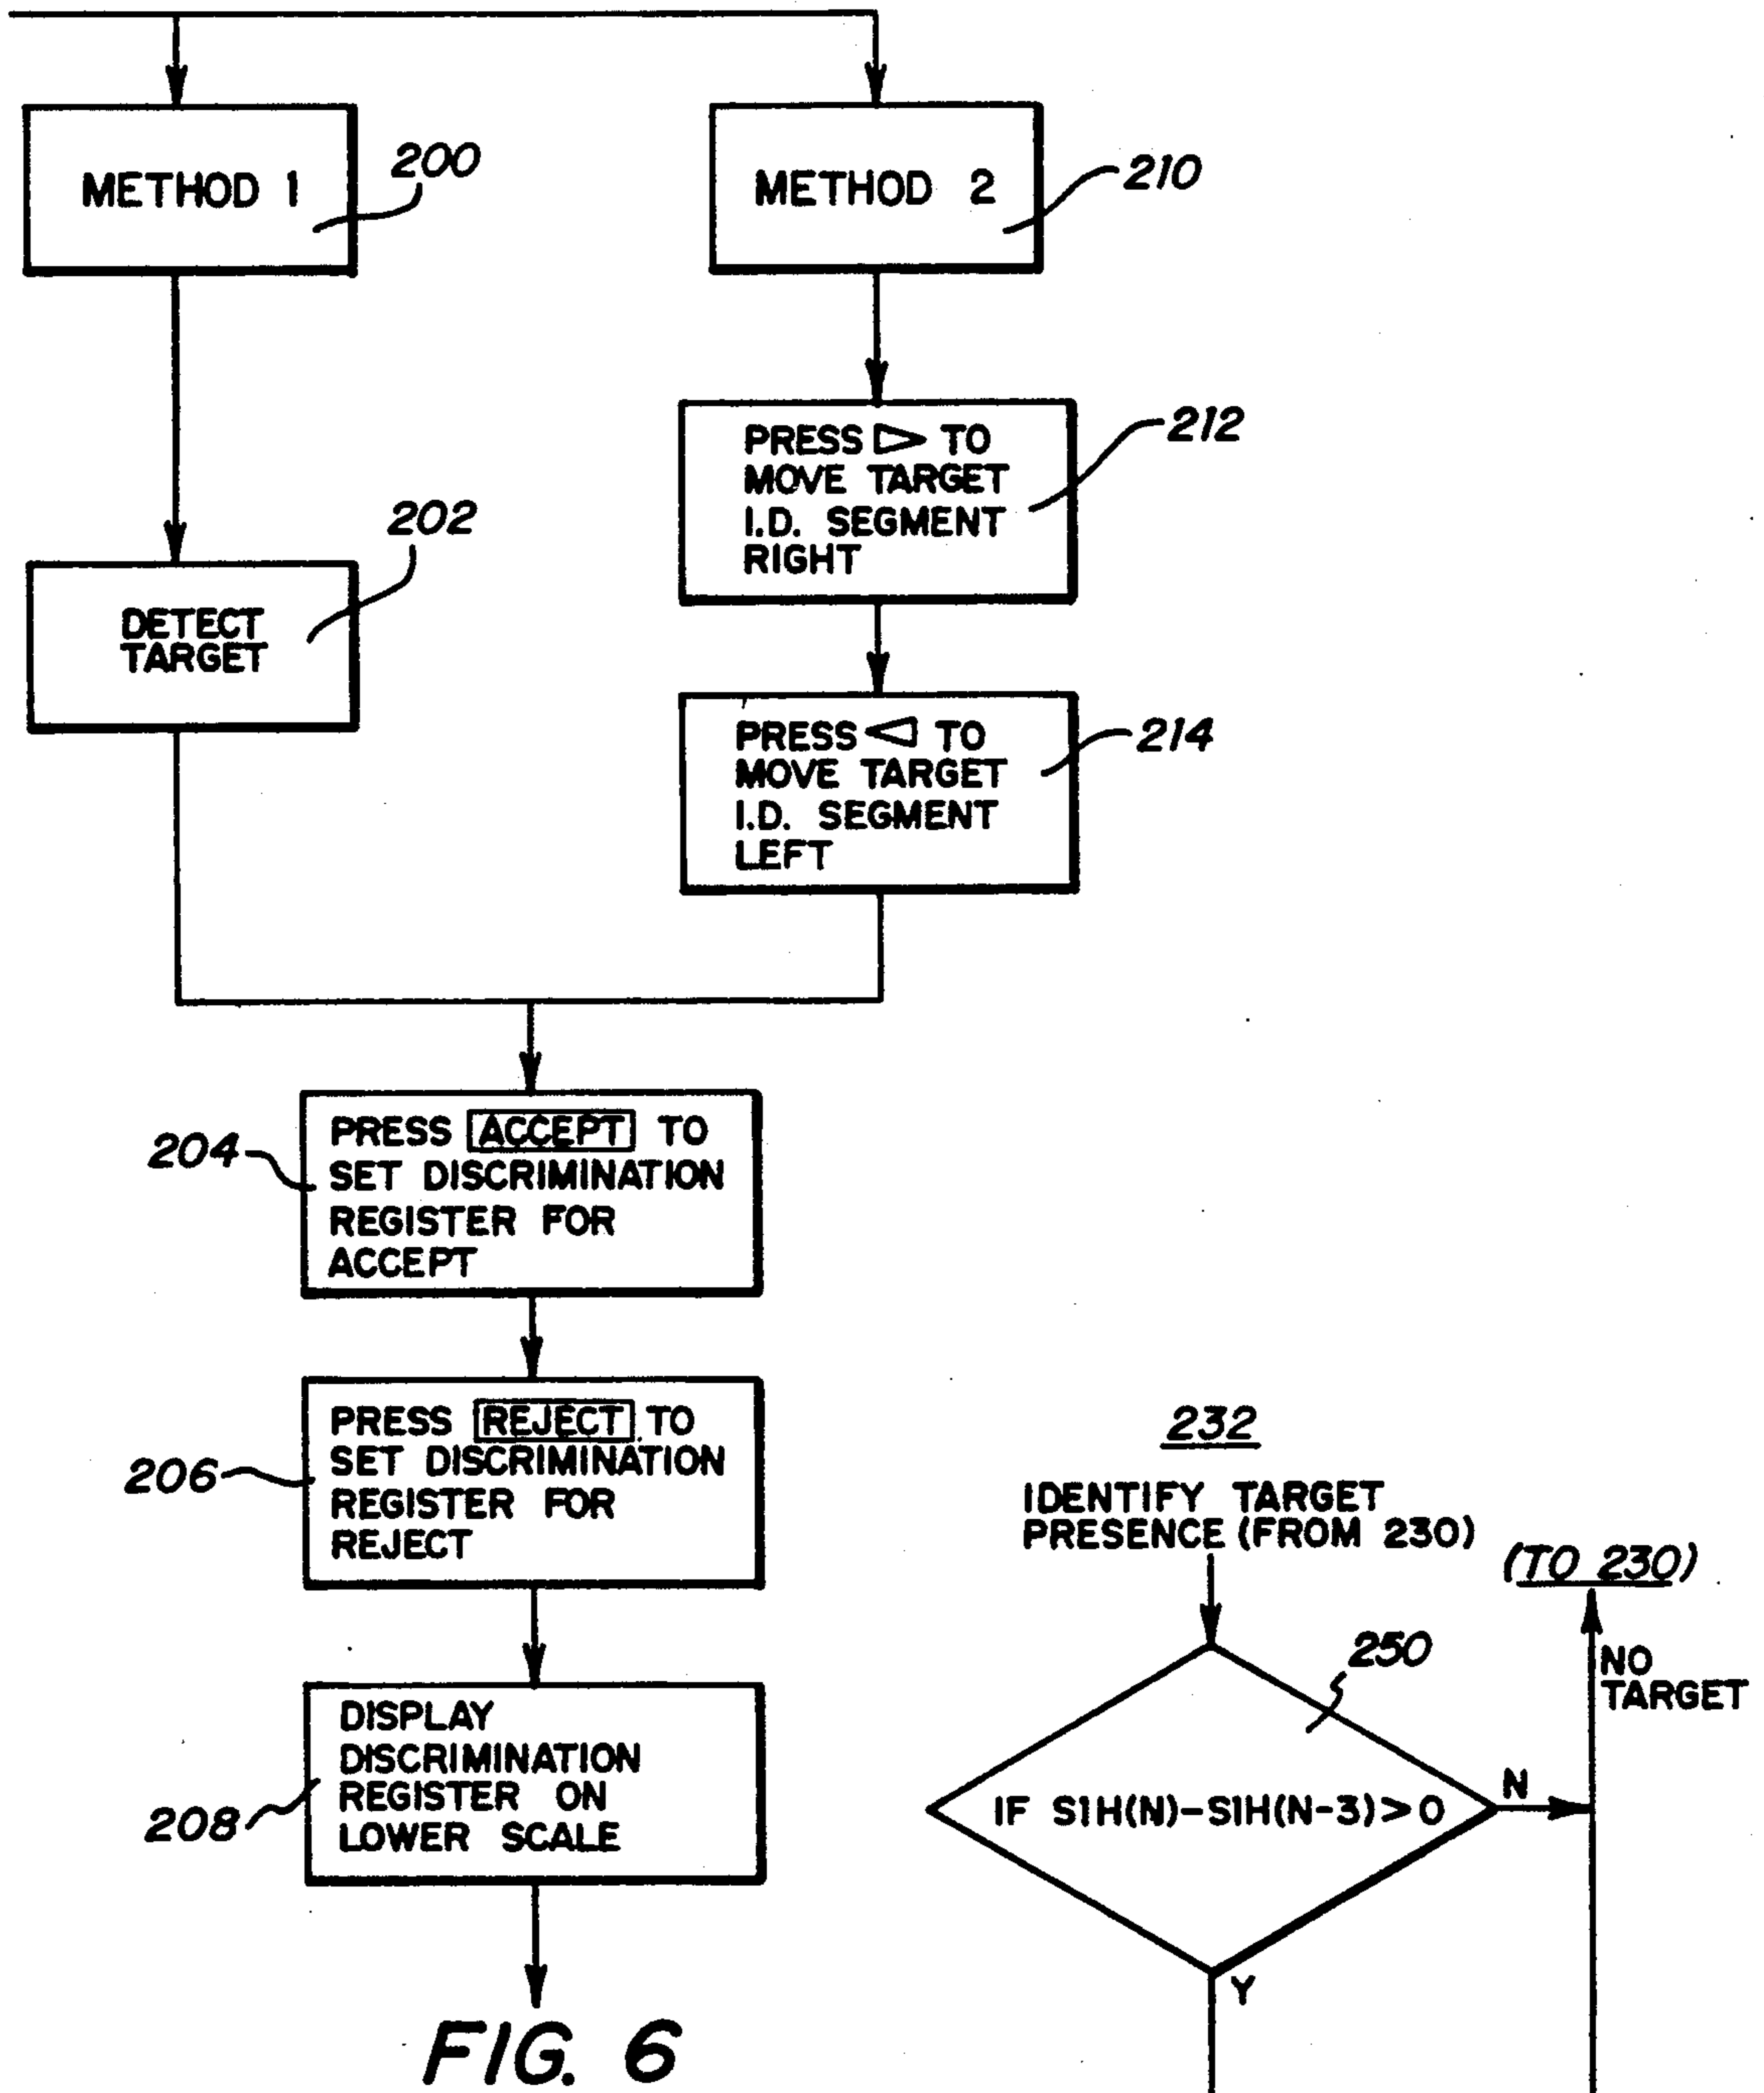 METHOD 1
200
METHOD 2
210
PRESS ▷ TO
MOVE TARGET
I.D. SEGMENT
RIGHT
212
202
DETECT
TARGET
PRESS ◁ TO
MOVE TARGET
I.D. SEGMENT
LEFT
214
204
PRESS ACCEPT TO
SET DISCRIMINATION
REGISTER FOR
ACCEPT
206
PRESS REJECT TO
SET DISCRIMINATION
REGISTER FOR
REJECT
208
DISPLAY
DISCRIMINATION
REGISTER ON
LOWER SCALE
FIG. 6
232
IDENTIFY TARGET
PRESENCE (FROM 230)
(TO 230)
250
NO
TARGET
IF S1H(N)-S1H(N-3)>0
N
Y